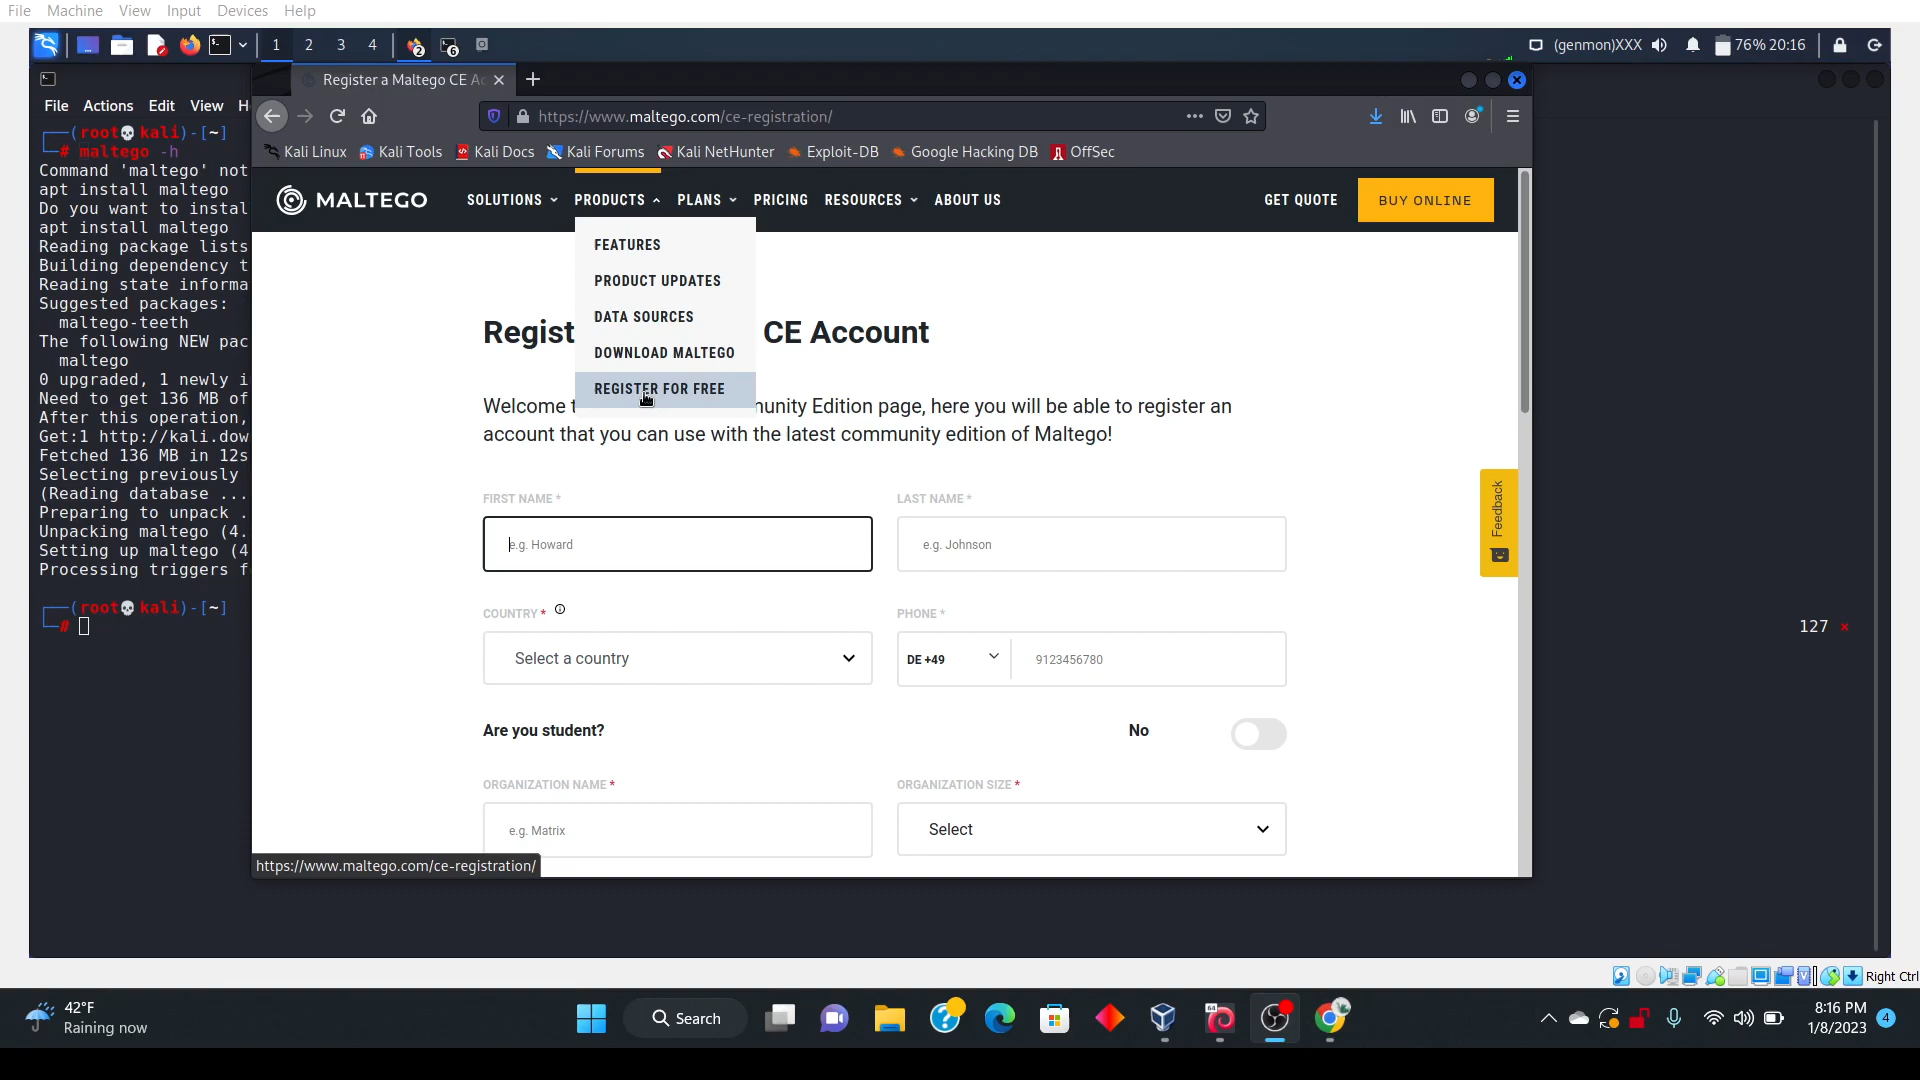 File Machine View Input Devices Help
1 2 3 4 2 6 (genmon)XXX 76% 20:16
Register a Maltego CE Ac
File Actions Edit View H
https://www.maltego.com/ce-registration/
Kali Linux Kali Tools Kali Docs Kali Forums Kali NetHunter Exploit-DB Google Hacking DB OffSec
(root kali)-[~]
# maltego -h
Command 'maltego' not
apt install maltego
Do you want to instal
apt install maltego
Reading package lists
Building dependency t
Reading state informa
Suggested packages:
maltego-teeth
The following NEW pac
maltego
0 upgraded, 1 newly i
Need to get 136 MB of
After this operation,
Get:1 http://kali.dow
Fetched 136 MB in 12s
Selecting previously
(Reading database ...
Preparing to unpack .
Unpacking maltego (4.
Setting up maltego (4
Processing triggers f
(root kali)-[~]
#
127 ×
MALTEGO SOLUTIONS PRODUCTS PLANS PRICING RESOURCES ABOUT US GET QUOTE BUY ONLINE
FEATURES
PRODUCT UPDATES
DATA SOURCES
DOWNLOAD MALTEGO
REGISTER FOR FREE
Regist CE Account
Welcome t munity Edition page, here you will be able to register an
account that you can use with the latest community edition of Maltego!
FIRST NAME * LAST NAME *
e.g. Howard e.g. Johnson
Feedback
COUNTRY * PHONE *
Select a country DE +49 9123456780
Are you student? No
ORGANIZATION NAME * ORGANIZATION SIZE *
e.g. Matrix Select
https://www.maltego.com/ce-registration/
Right Ctrl
42°F
Raining now
Search
64
8:16 PM
1/8/2023
4